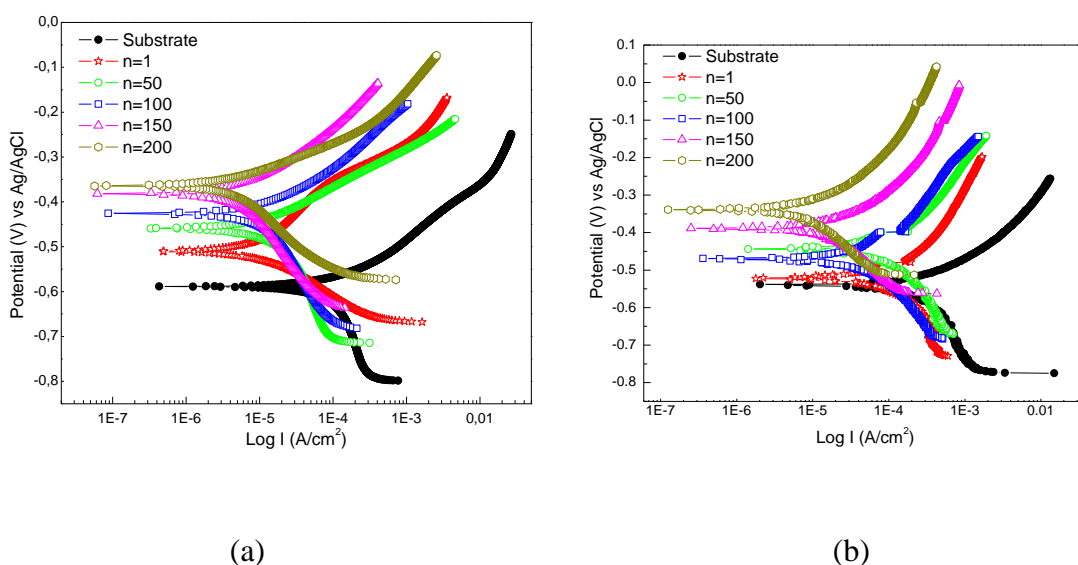 0,0
-0,1
-0,2
-0,3
-0,4
-0,5
-0,6
-0,7
-0,8
Potential (V) vs Ag/AgCl
Substrate
n=1
n=50
n=100
n=150
n=200
1E-7 1E-6 1E-5 1E-4 1E-3 0,01
Log I (A/cm²)
(a)
0.1
0.0
-0.1
-0.2
-0.3
-0.4
-0.5
-0.6
-0.7
-0.8
Potential (V) vs Ag/AgCl
Substrate
n=1
n=50
n=100
n=150
n=200
1E-7 1E-6 1E-5 1E-4 1E-3 0.01
Log I (A/cm²)
(b)